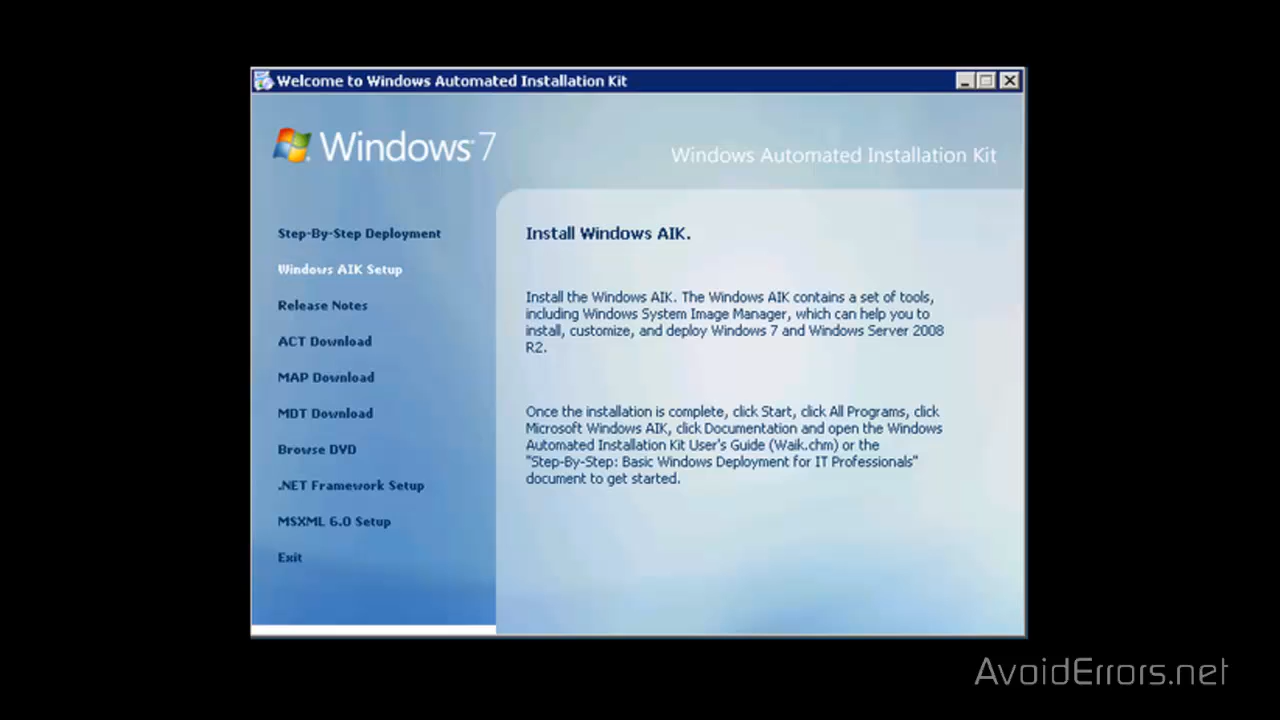 Welcome to Windows Automated Installation Kit
Windows 7
Windows Automated Installation Kit
Step-By-Step Deployment
Windows AIK Setup
Release Notes
ACT Download
MAP Download
MDT Download
Browse DVD
.NET Framework Setup
MSXML 6.0 Setup
Exit
Install Windows AIK.
Install the Windows AIK. The Windows AIK contains a set of tools,
including Windows System Image Manager, which can help you to
install, customize, and deploy Windows 7 and Windows Server 2008
R2.
Once the installation is complete, click Start, click All Programs, click
Microsoft Windows AIK, click Documentation and open the Windows
Automated Installation Kit User's Guide (Waik.chm) or the
"Step-By-Step: Basic Windows Deployment for IT Professionals"
document to get started.
AvoidErrors.net